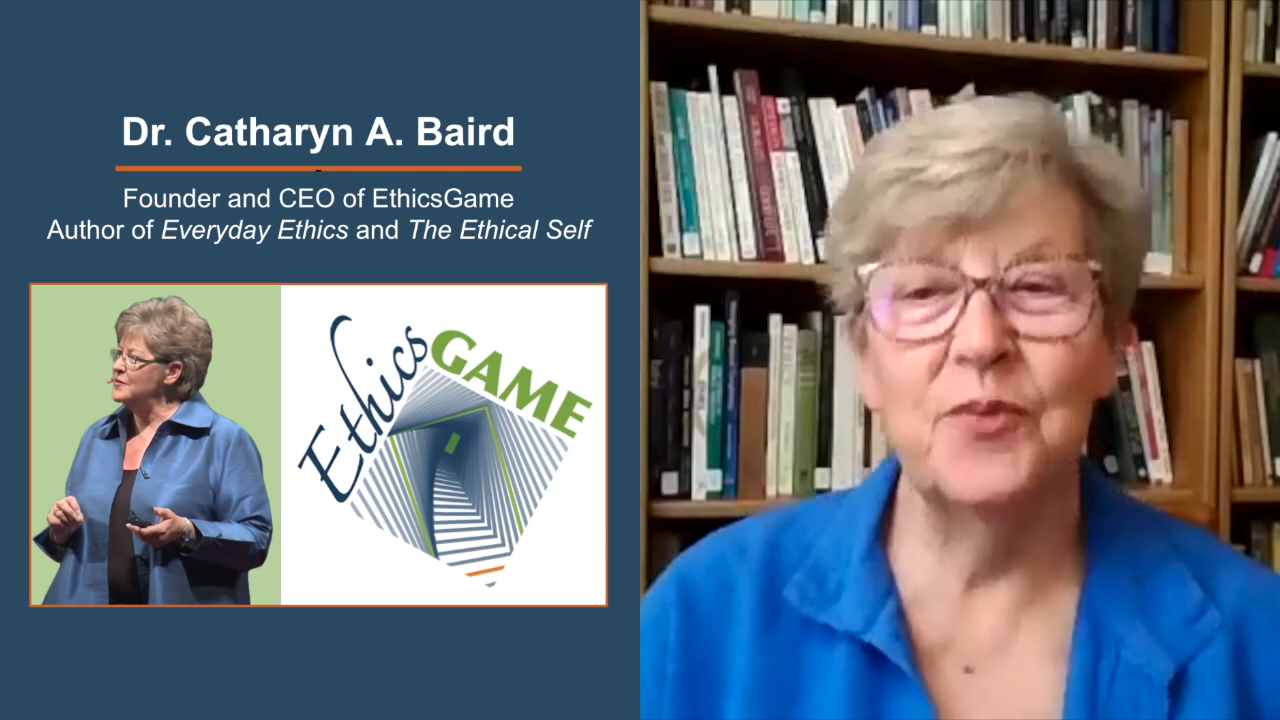 Dr. Catharyn A. Baird
Founder and CEO of EthicsGame
Author of Everyday Ethics and The Ethical Self
Ethics GAME